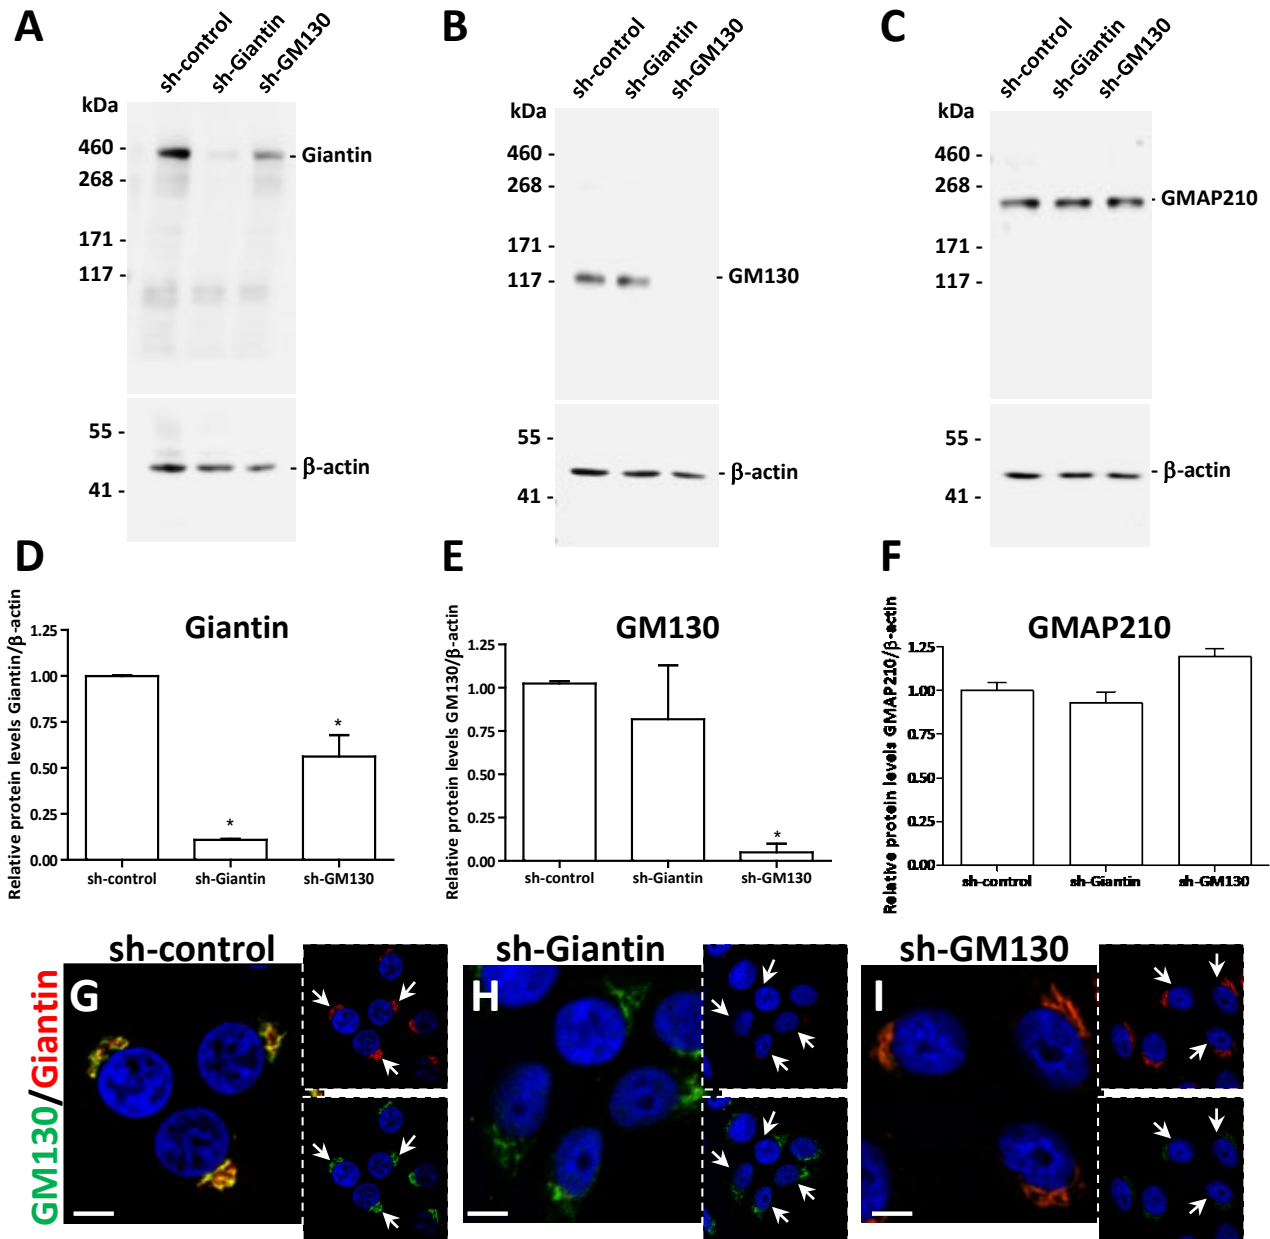 A
sh-control
sh-Giantin
sh-GM130
kDa
460 -
268 -
171 -
117 -
- Giantin
55 -
41 -
- β-actin
B
sh-control
sh-Giantin
sh-GM130
kDa
460 -
268 -
171 -
117 -
- GM130
55 -
41 -
- β-actin
C
sh-control
sh-Giantin
sh-GM130
kDa
460 -
268 -
171 -
117 -
- GMAP210
55 -
41 -
- β-actin
D
Giantin
Relative protein levels Giantin/β-actin
1.25
1.00
0.75
0.50
0.25
0.00
*
*
sh-control
sh-Giantin
sh-GM130
E
GM130
Relative protein levels GM130/β-actin
1.25
1.00
0.75
0.50
0.25
0.00
*
sh-control
sh-Giantin
sh-GM130
F
GMAP210
Relative protein levels GMAP210/β-actin
1.25
1.00
0.75
0.50
0.25
0.00
sh-control
sh-Giantin
sh-GM130
GM130/Giantin
sh-control
G
sh-Giantin
H
sh-GM130
I